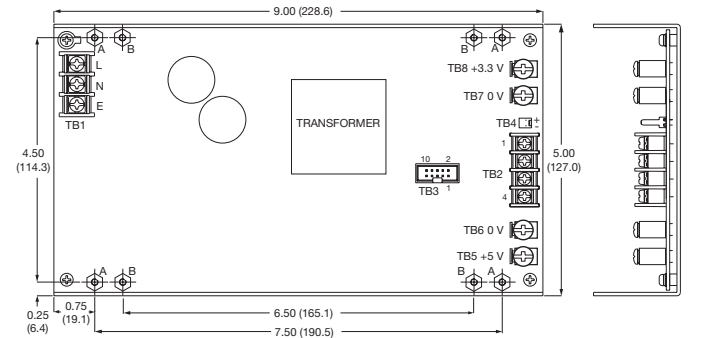 9.00 (228.6)
A
B
B
A
L
N
E
TB1
TB8 +3.3 V
TB7 0 V
TB4 + -
TRANSFORMER
4.50
(114.3)
5.00
(127.0)
1
TB2
4
10 2
TB3 1
TB6 0 V
TB5 +5 V
A
B
B
A
0.25
(6.4)
0.75
(19.1)
6.50 (165.1)
7.50 (190.5)